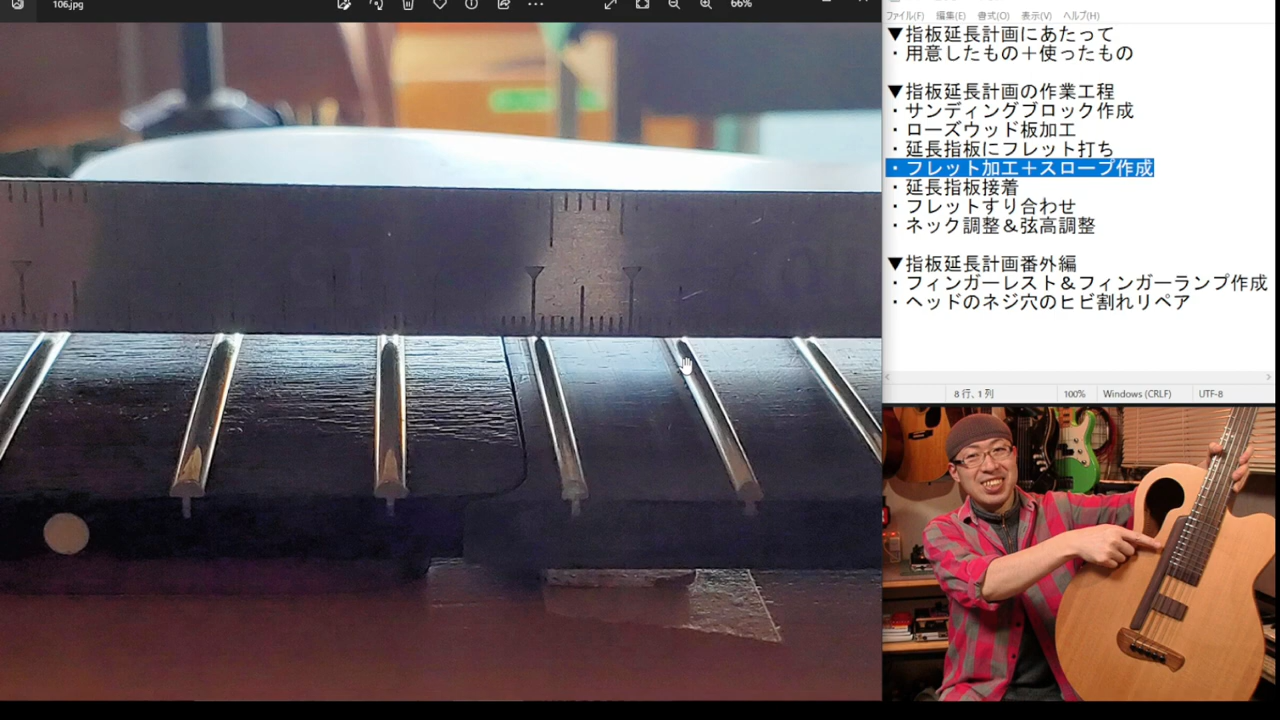 106.jpg
66%
ファイル(F) 編集(E) 書式(O) 表示(V) ヘルプ(H)
▼指板延長計画にあたって
・用意したもの＋使ったもの
▼指板延長計画の作業工程
・サンディングブロック作成
・ローズウッド板加工
・延長指板にフレット打ち
・フレット加工＋スロープ作成
・延長指板接着
・フレットすり合わせ
・ネック調整＆弦高調整
▼指板延長計画番外編
・フィンガーレスト＆フィンガーランプ作成
・ヘッドのネジ穴のヒビ割れリペア
8 行、1 列 100% Windows (CRLF) UTF-8